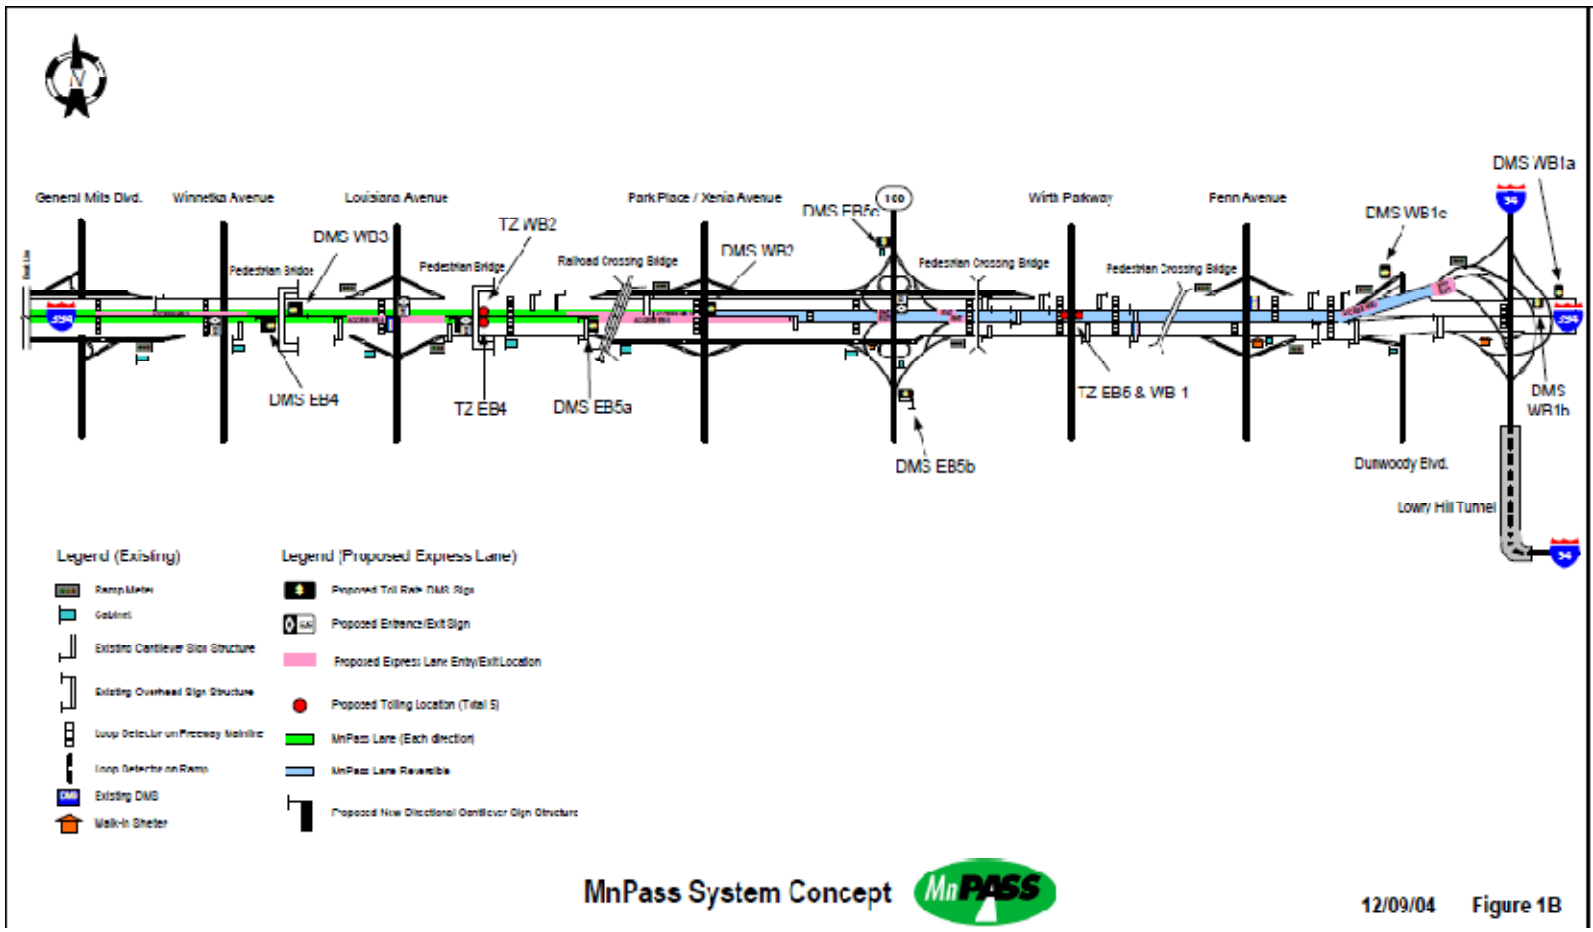 N
DMS WB1a
General Mills Blvd.
Winnetka Avenue
Louisiana Avenue
Park Place / Xenia Avenue
DMS EB5c
100
Wirth Parkway
Penn Avenue
DMS WB1c
94
TZ WB2
DMS WB3
DMS WB2
Pedestrian Bridge
Pedestrian Bridge
Railroad Crossing Bridge
Pedestrian Crossing Bridge
Pedestrian Crossing Bridge
394
394
DMS EB4
TZ EB4
DMS EB5a
TZ EB5 & WB 1
DMS
WB1b
DMS EB5b
Dunwoody Blvd.
Lowry Hill Tunnel
94
Legend (Existing)
Ramp Meter
Cabinet
Existing Cantilever Sign Structure
Existing Overhead Sign Structure
Loop Detector on Freeway Mainline
Loop Detector on Ramp
DMS
Existing DMS
Walk-in Shelter
Legend (Proposed Express Lane)
Proposed Toll Rate DMS Sign
Proposed Entrance/Exit Sign
Proposed Express Lane Entry/Exit Location
Proposed Tolling Location (Total 5)
MnPass Lane (Each direction)
MnPass Lane Reversible
Proposed New Directional Cantilever Sign Structure
MnPass System Concept
MnPASS
12/09/04
Figure 1B